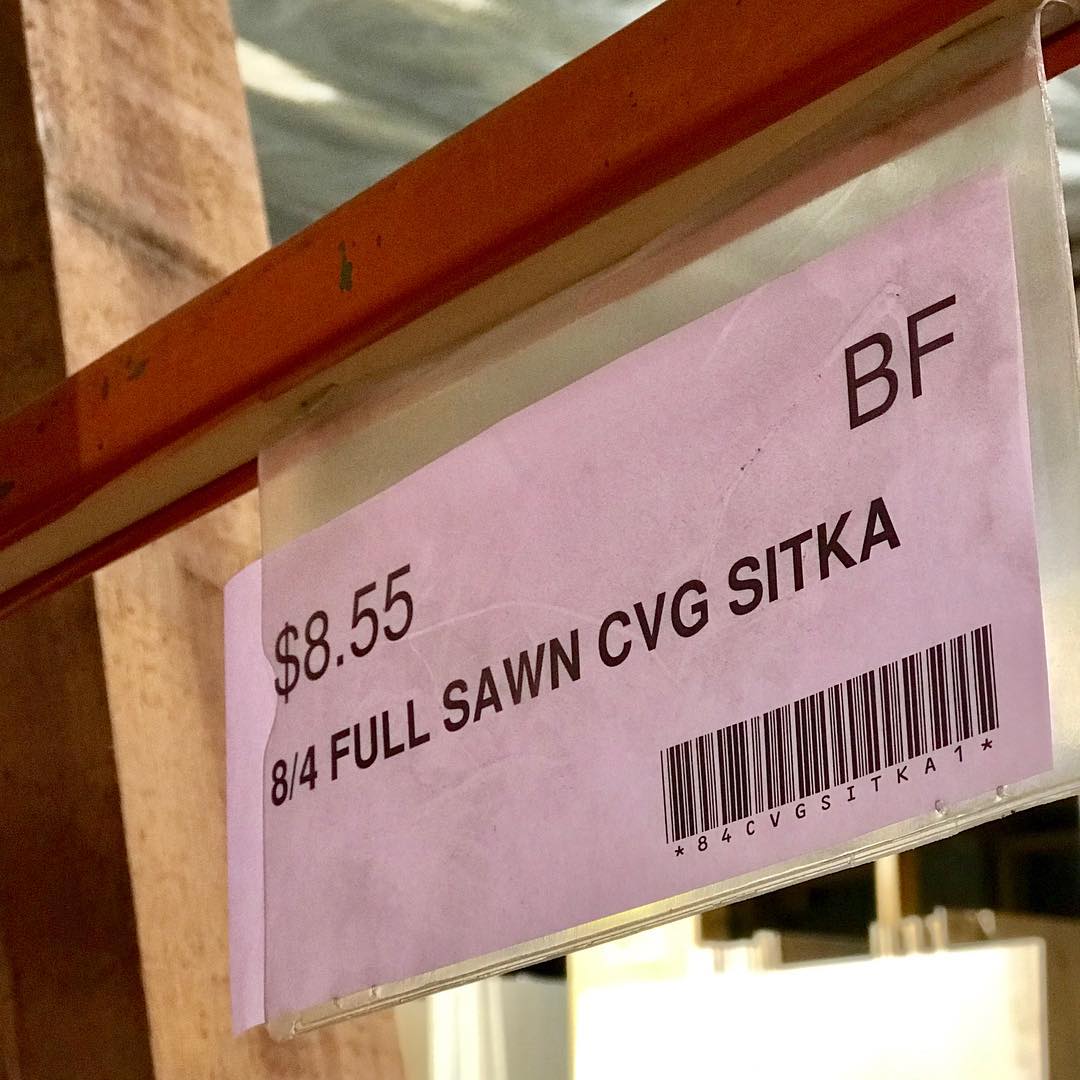 BF
$8.55
8/4 FULL SAWN CVG SITKA
*84CVGSITKA1*